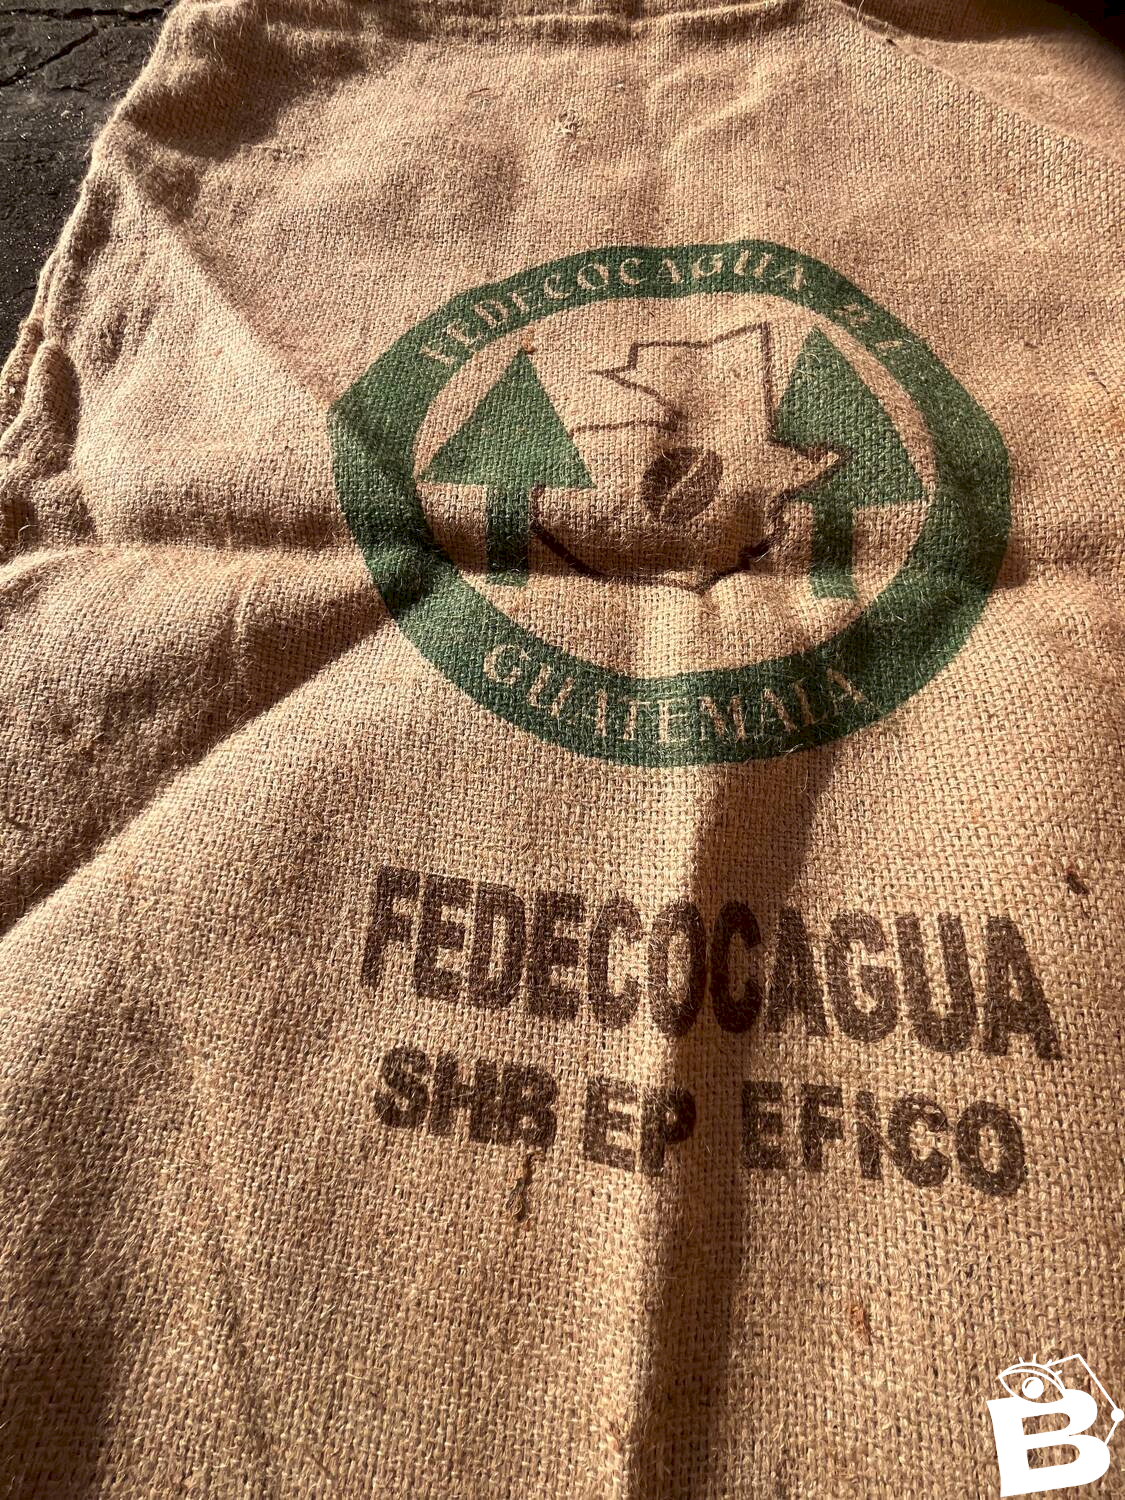 FEDECOCAGUA, R.L.
GUATEMALA
FEDECOCAGUA
SHB EP EFICO
B